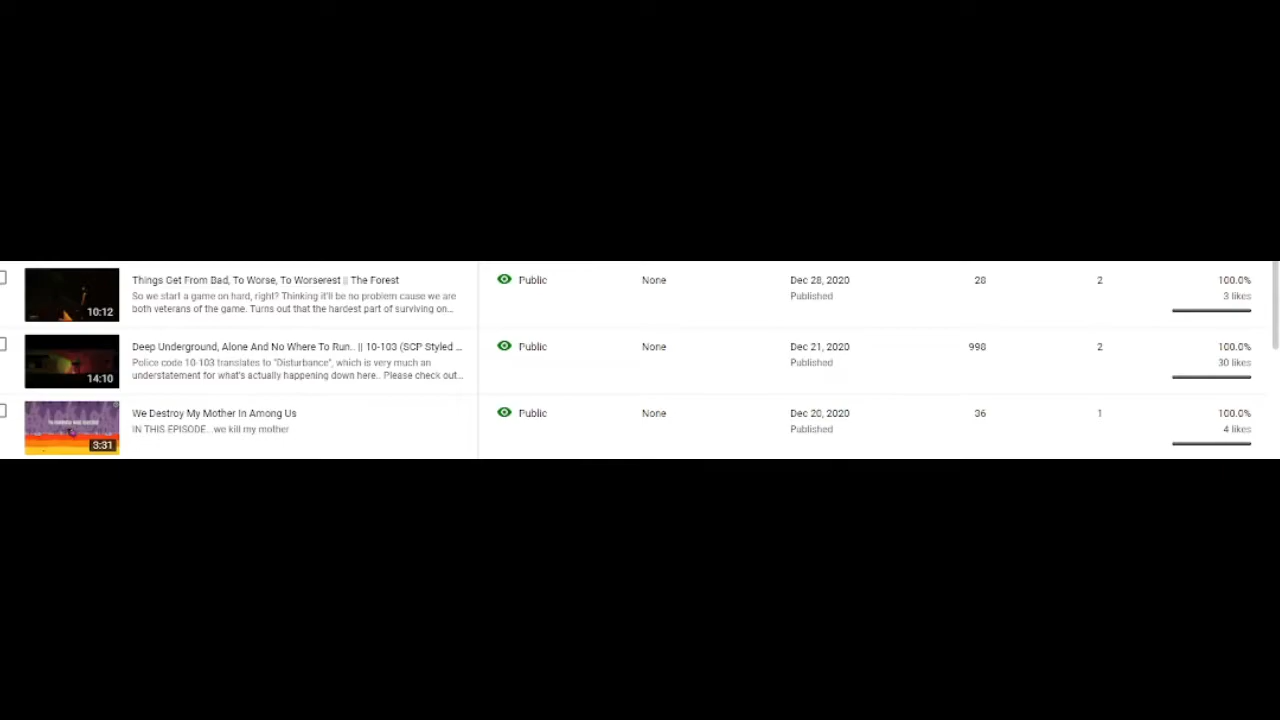 Things Get From Bad, To Worse, To Worserest || The Forest
So we start a game on hard, right? Thinking it'll be no problem cause we are
both veterans of the game. Turns out that the hardest part of surviving on...
10:12
Public
None
Dec 28, 2020
Published
28
2
100.0%
3 likes
Deep Underground, Alone And No Where To Run.. || 10-103 (SCP Styled ...
Police code 10-103 translates to "Disturbance", which is very much an
understatement for what's actually happening down here.. Please check out...
14:10
Public
None
Dec 21, 2020
Published
998
2
100.0%
30 likes
We Destroy My Mother In Among Us
IN THIS EPISODE...we kill my mother
3:31
Public
None
Dec 20, 2020
Published
36
1
100.0%
4 likes